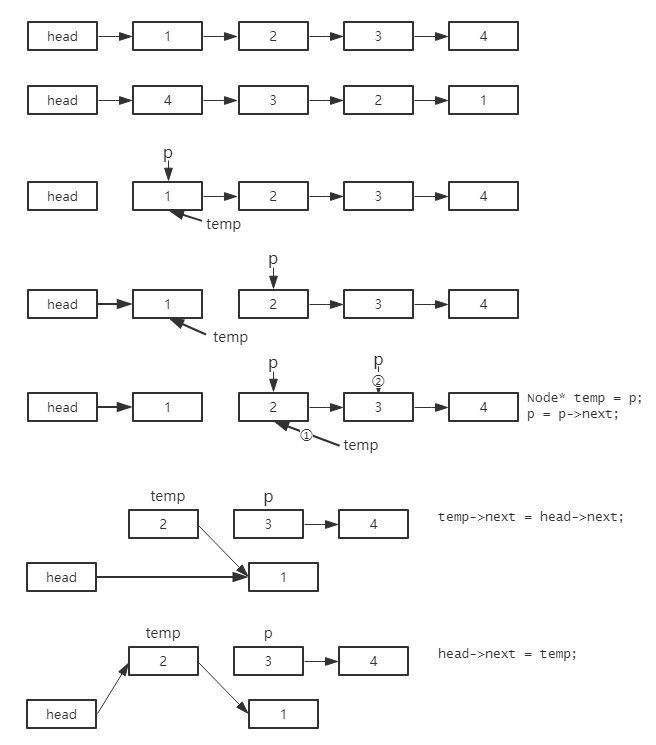 head 1 2 3 4
head 4 3 2 1
p
head 1 2 3 4
temp
p
head 1 2 3 4
temp
p p
②
head 1 2 3 4 Node* temp = p;
p = p->next;
①
temp
temp p
2 3 4 temp->next = head->next;
head 1
temp p
2 3 4 head->next = temp;
head 1